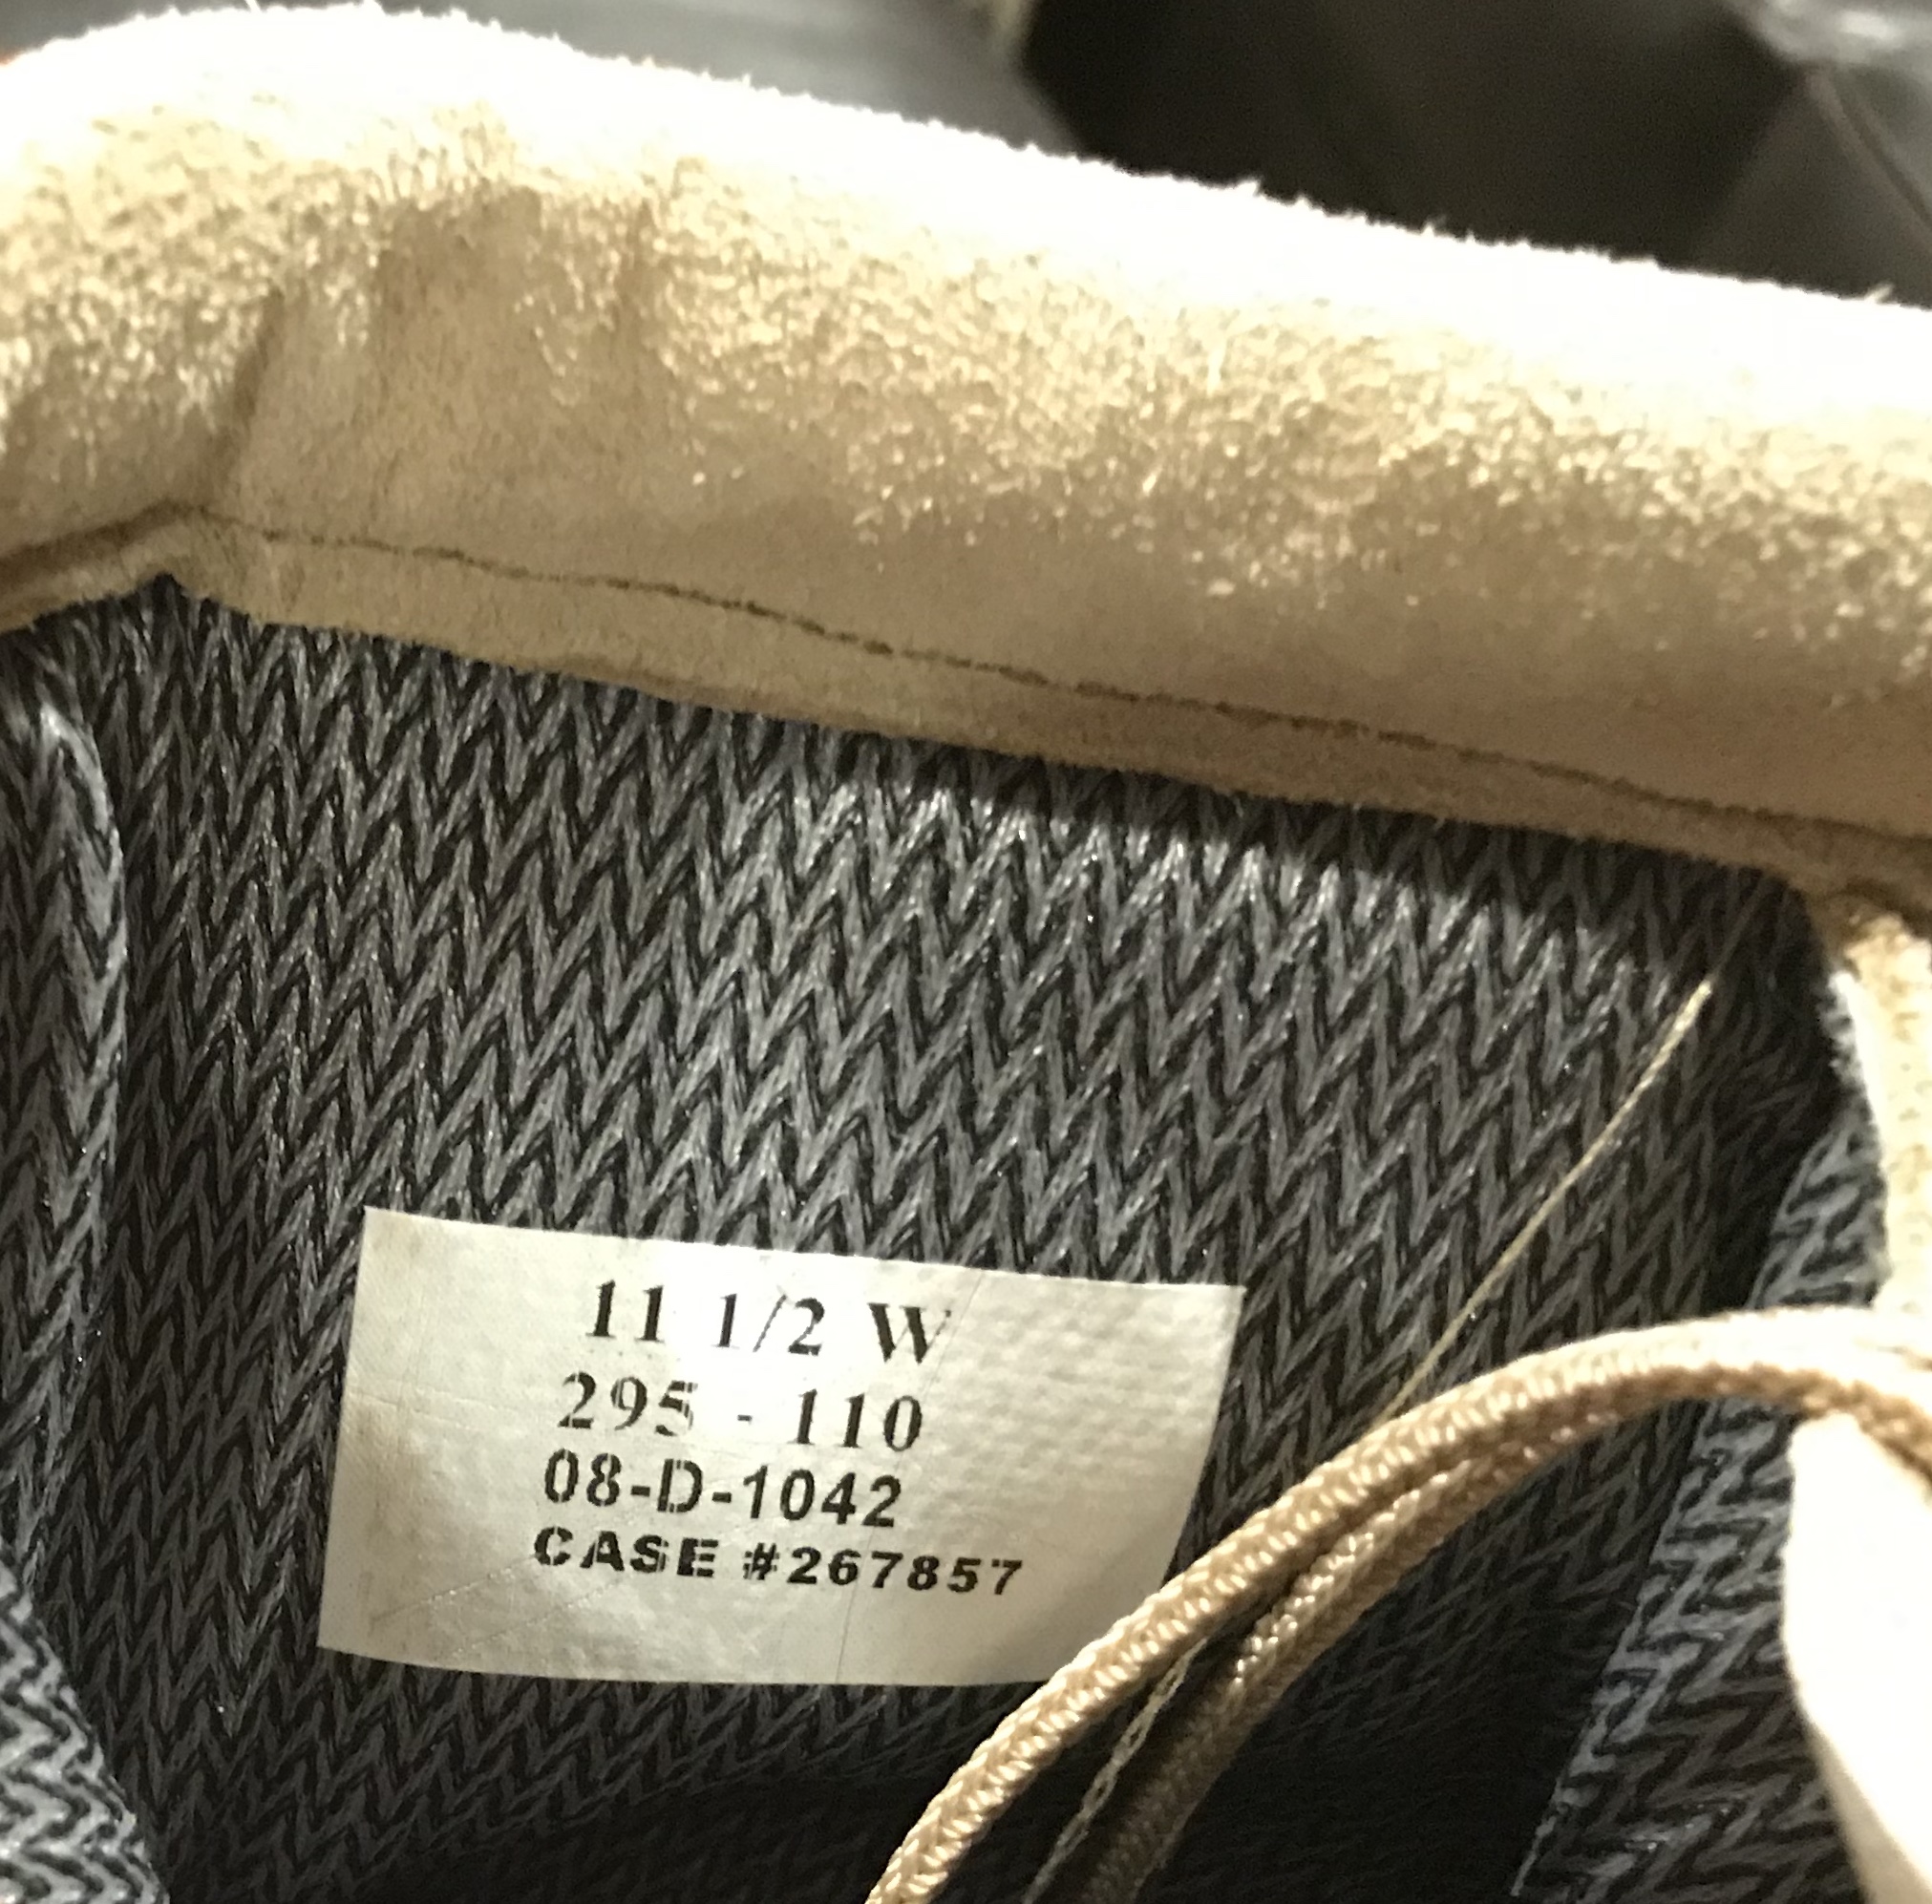 11 1/2 W
295 - 110
08-D-1042
CASE #267857